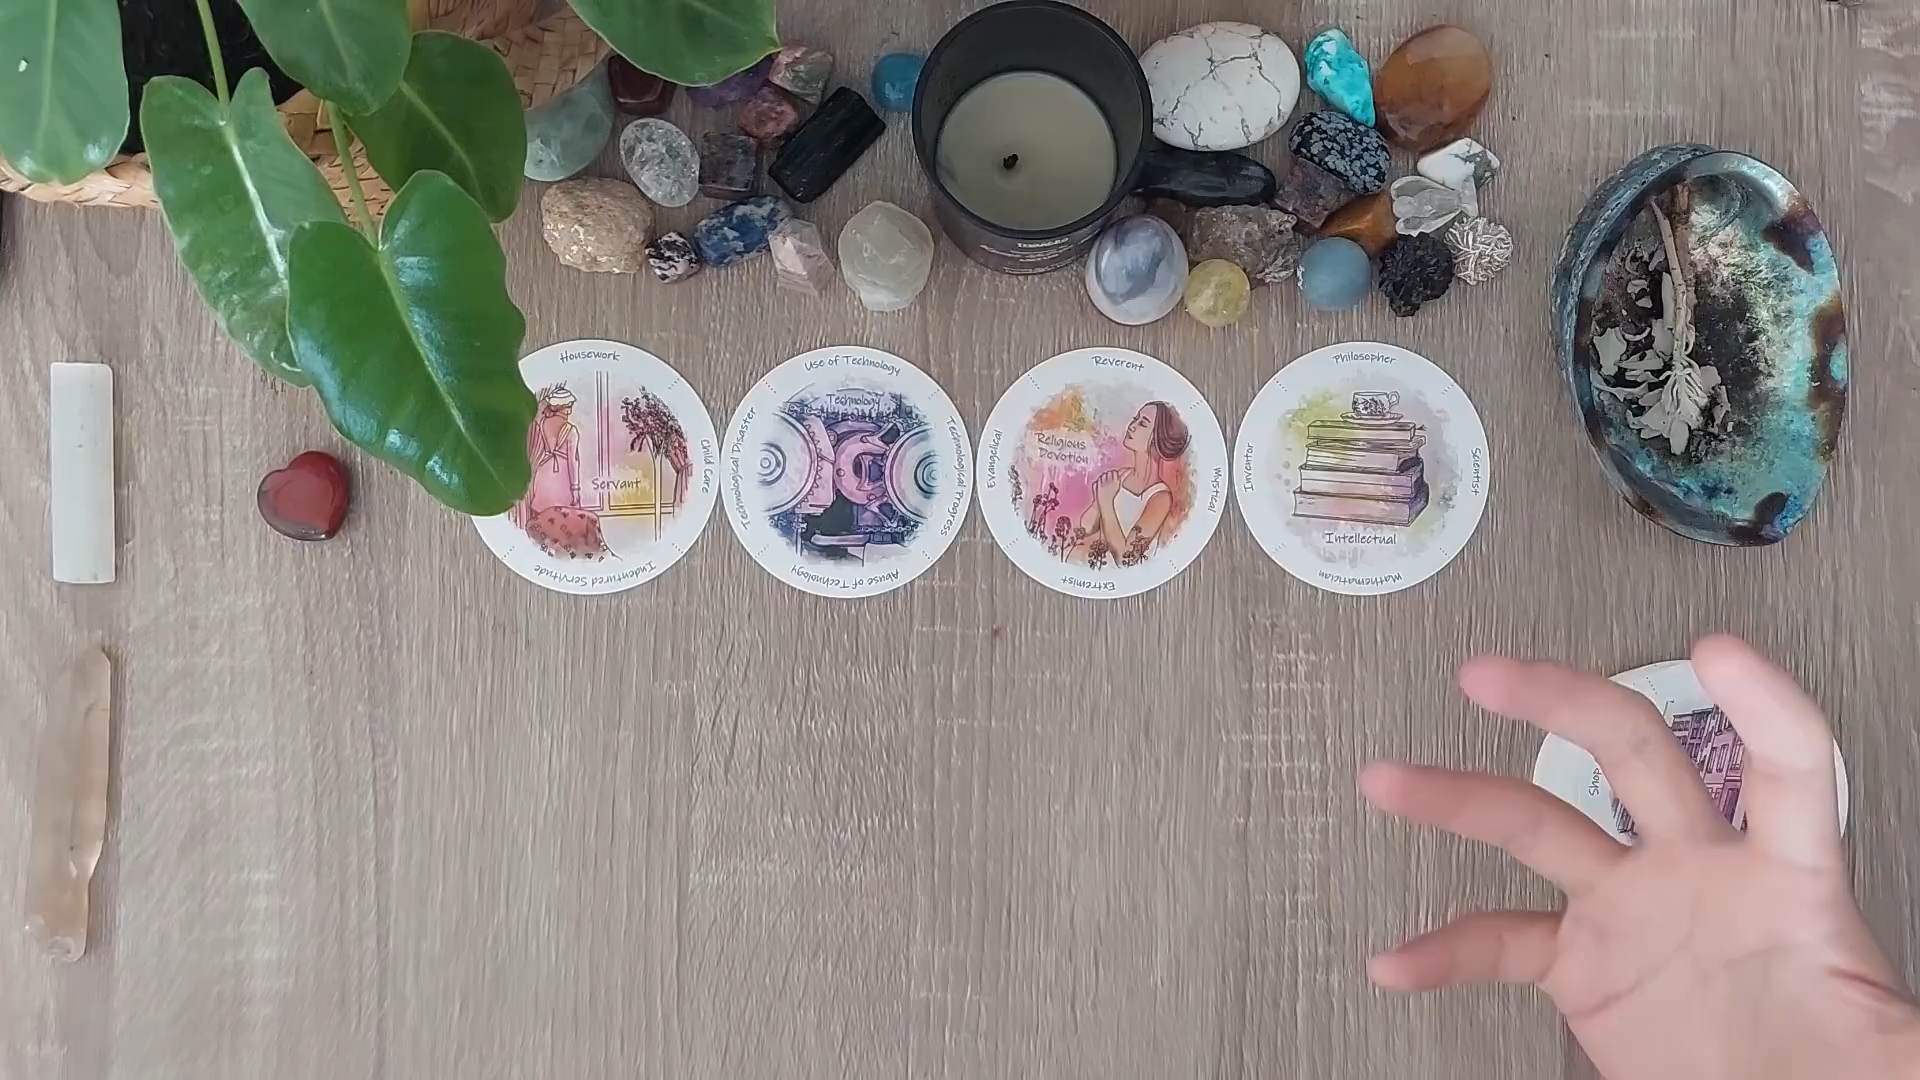 Housework
Servant
Child Care
Indentured Servitude
Use of Technology
Technology
Technological Disaster
Technological Progress
Abuse of Technology
Reverent
Religious
Devotion
Evangelical
Mystical
Extremist
Philosopher
Inventor
Scientist
Intellectual
Mathematician
Shop